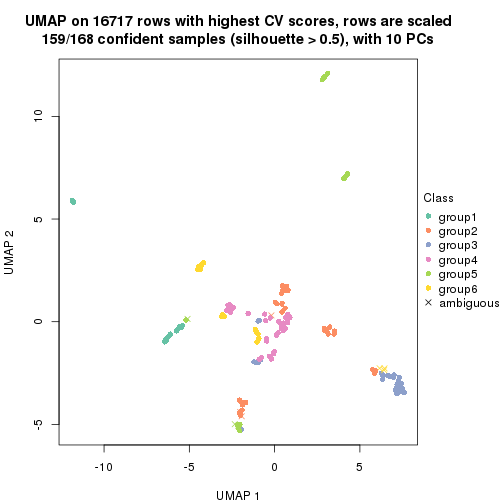 UMAP on 16717 rows with highest CV scores, rows are scaled
159/168 confident samples (silhouette > 0.5), with 10 PCs
10
5
0
-5
UMAP 2
-10
-5
0
5
UMAP 1
Class
group1
group2
group3
group4
group5
group6
ambiguous